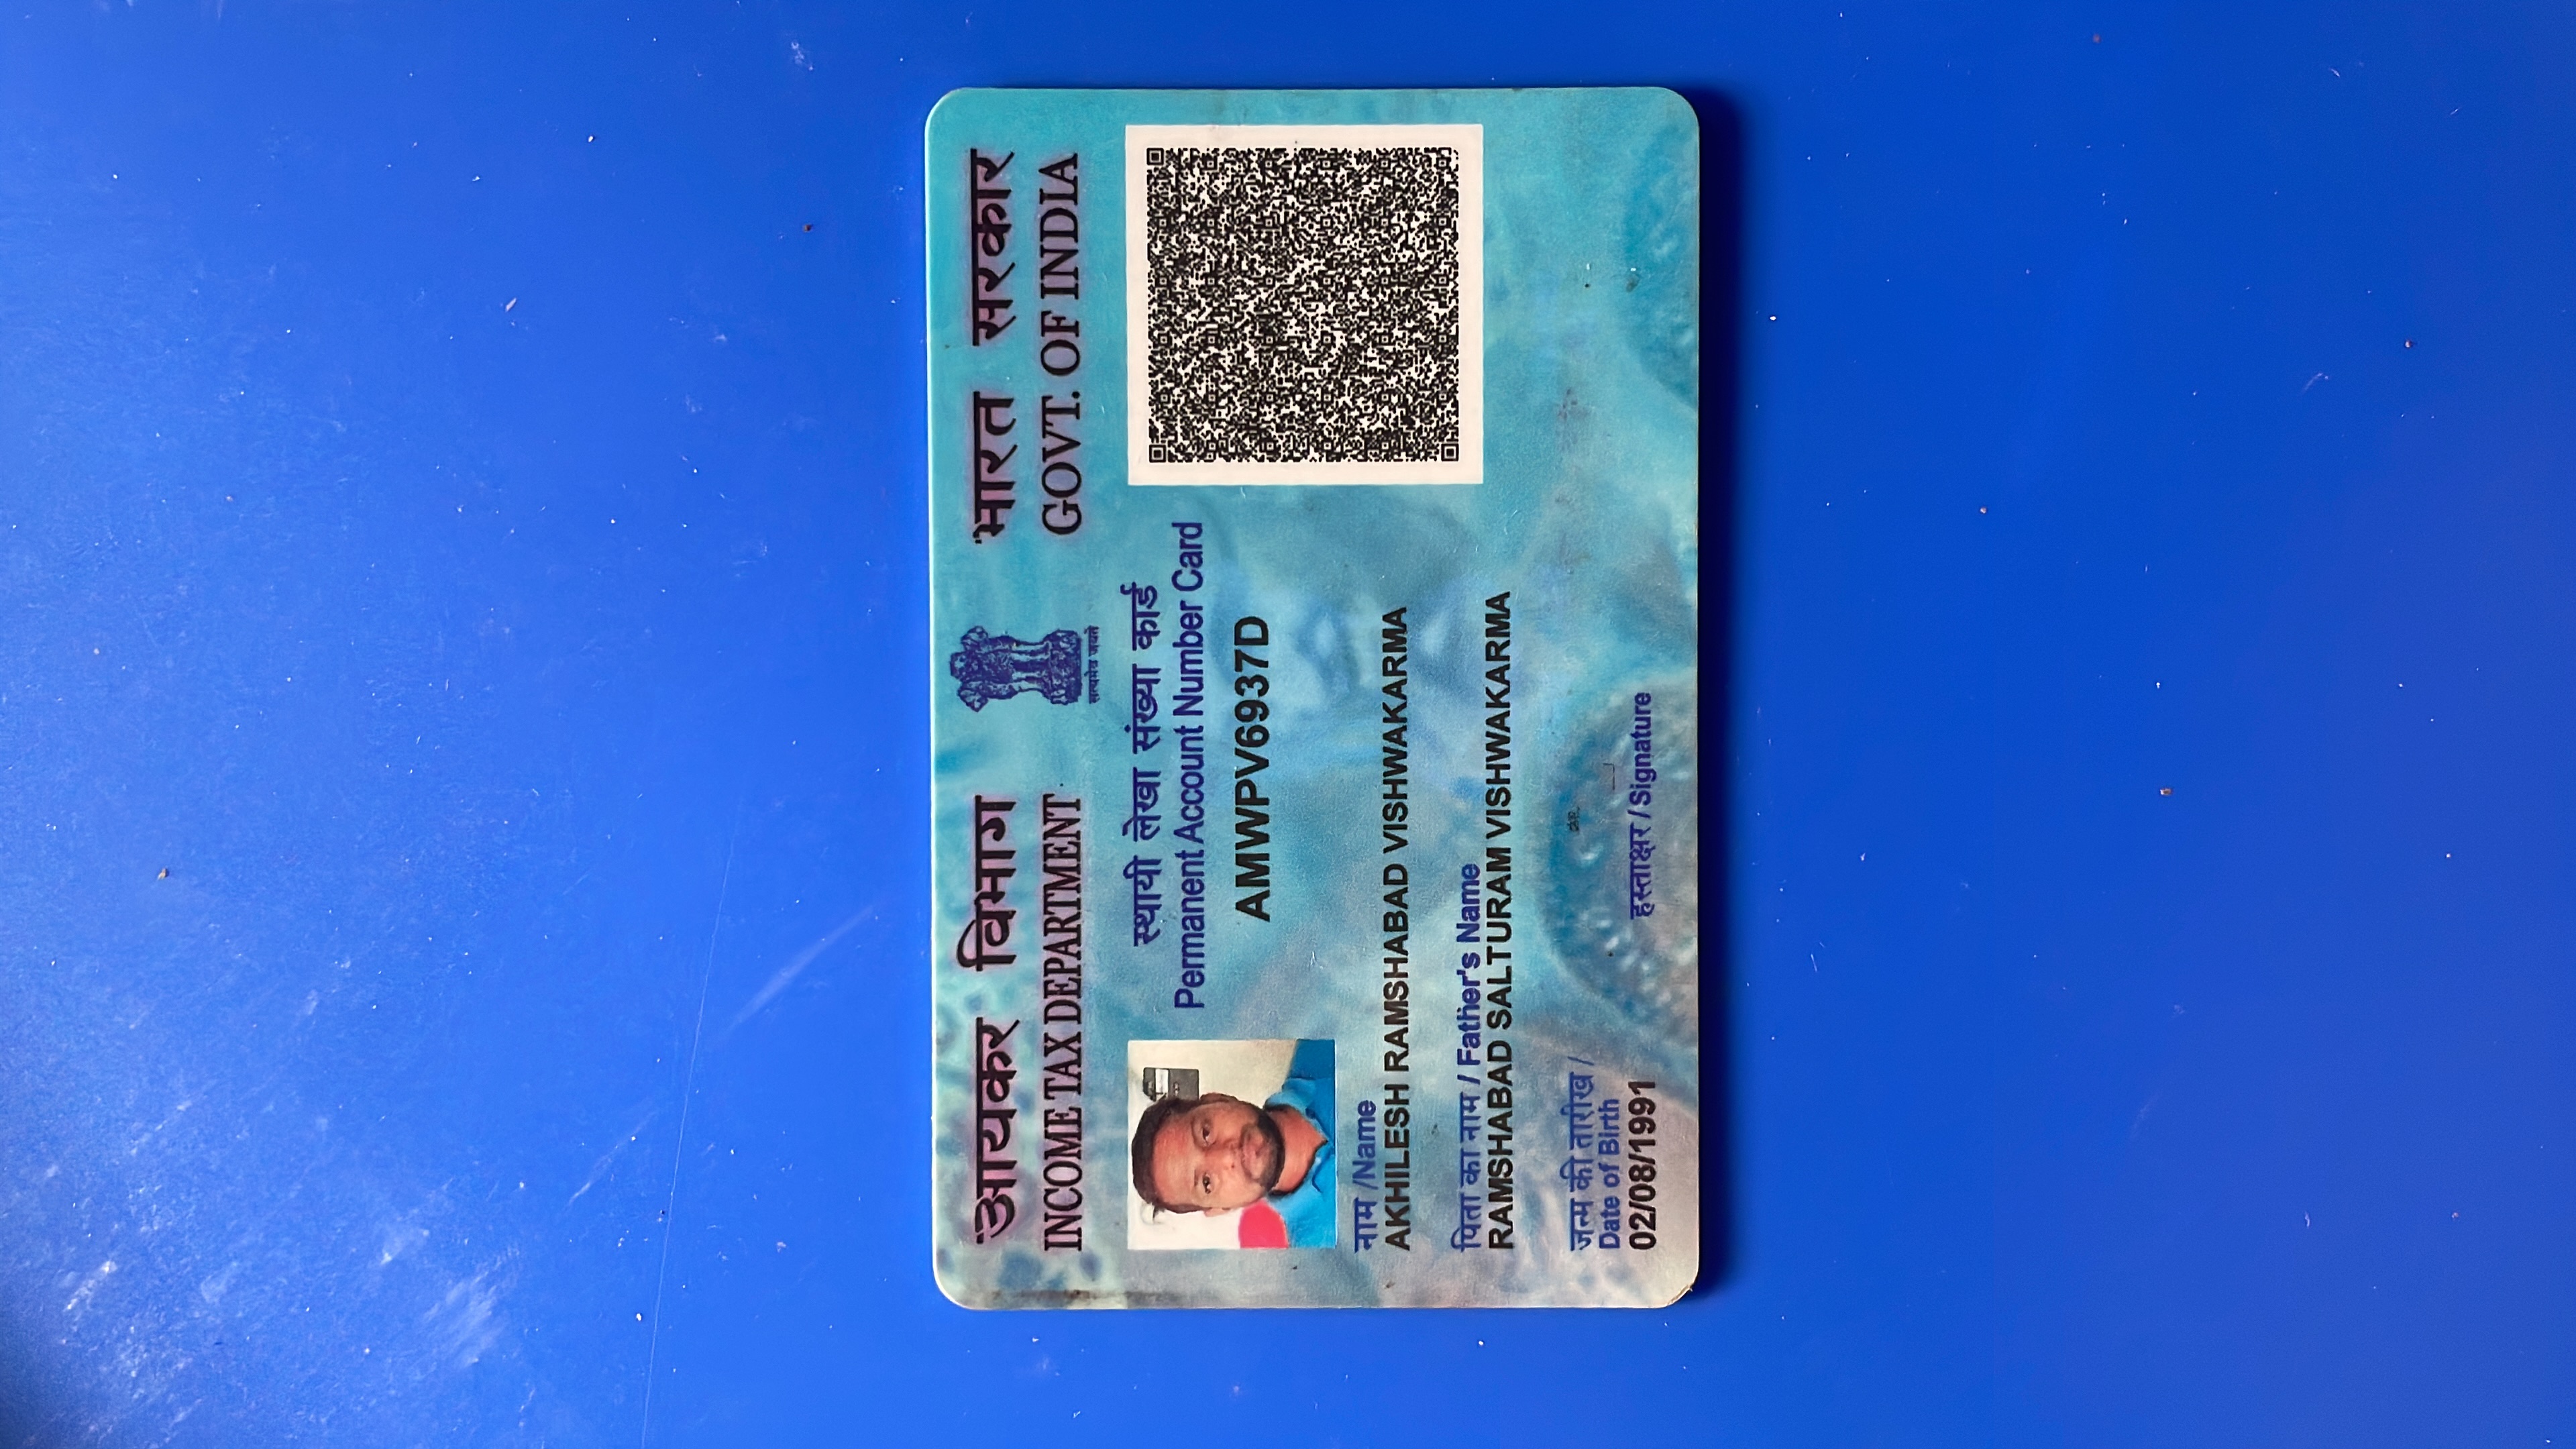 आयकर विभाग
INCOME TAX DEPARTMENT
सत्यमेव जयते
भारत सरकार
GOVT. OF INDIA
स्थायी लेखा संख्या कार्ड
Permanent Account Number Card
AMWPV6937D
नाम /Name
AKHILESH RAMSHABAD VISHWAKARMA
पिता का नाम / Father's Name
RAMSHABAD SALTURAM VISHWAKARMA
जन्म की तारीख /
Date of Birth
02/08/1991
हस्ताक्षर / Signature